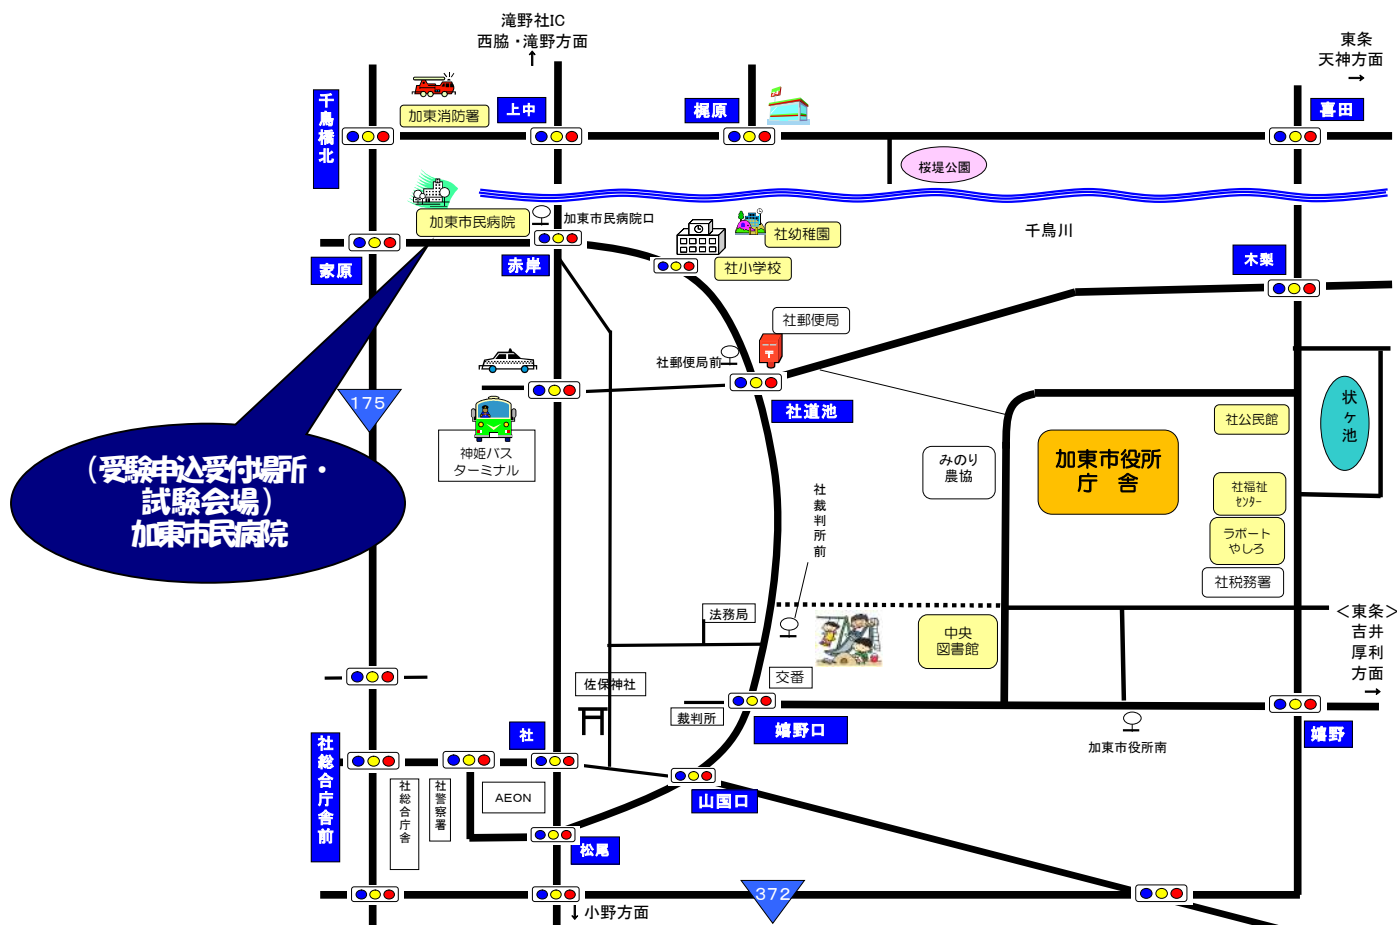 滝野社IC
西脇・滝野方面
↑
東条
天神方面
→
千鳥橋北
加東消防署
上中
梶原
喜田
桜堤公園
加東市民病院
加東市民病院口
社幼稚園
千鳥川
家原
赤岸
社小学校
木梨
社郵便局
社郵便局前
175
社道池
状ヶ池
社公民館
神姫バス
ターミナル
みのり
農協
加東市役所
庁 舎
(受験申込受付場所・
試験会場)
加東市民病院
社裁判所前
社福祉
センター
ラポート
やしろ
社税務署
法務局
中央
図書館
<東条>
吉井
厚利
方面
→
佐保神社
交番
裁判所
嬉野口
嬉野
加東市役所南
社総合庁舎前
社
社総合庁舎
社警察署
AEON
山国口
松尾
372
↓小野方面